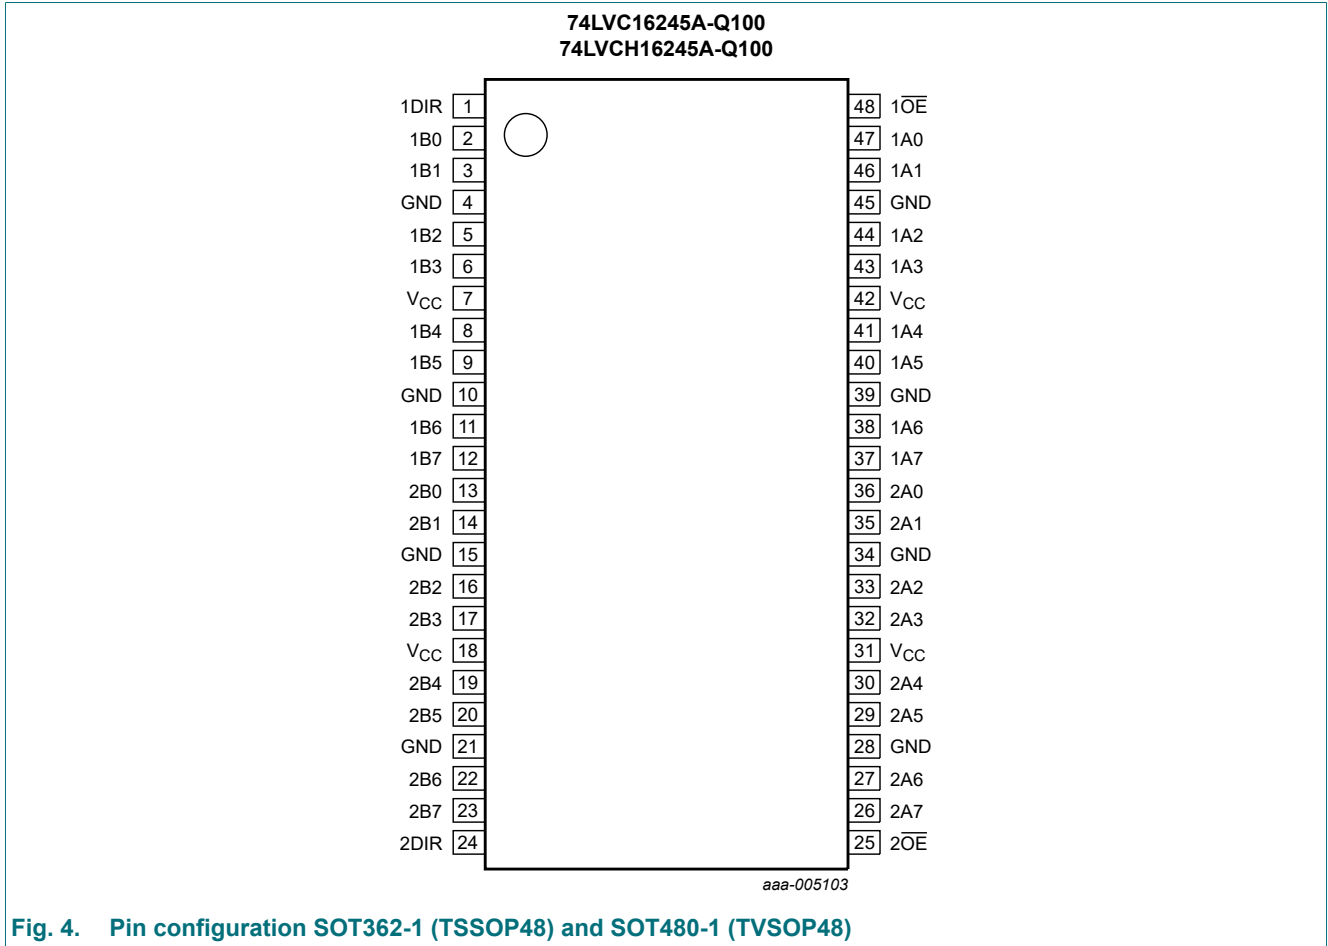 74LVC16245A-Q100
74LVCH16245A-Q100
1DIR 1 48 1O̅E̅
1B0 2 47 1A0
1B1 3 46 1A1
GND 4 45 GND
1B2 5 44 1A2
1B3 6 43 1A3
VCC 7 42 VCC
1B4 8 41 1A4
1B5 9 40 1A5
GND 10 39 GND
1B6 11 38 1A6
1B7 12 37 1A7
2B0 13 36 2A0
2B1 14 35 2A1
GND 15 34 GND
2B2 16 33 2A2
2B3 17 32 2A3
VCC 18 31 VCC
2B4 19 30 2A4
2B5 20 29 2A5
GND 21 28 GND
2B6 22 27 2A6
2B7 23 26 2A7
2DIR 24 25 2O̅E̅
aaa-005103
Fig. 4. Pin configuration SOT362-1 (TSSOP48) and SOT480-1 (TVSOP48)